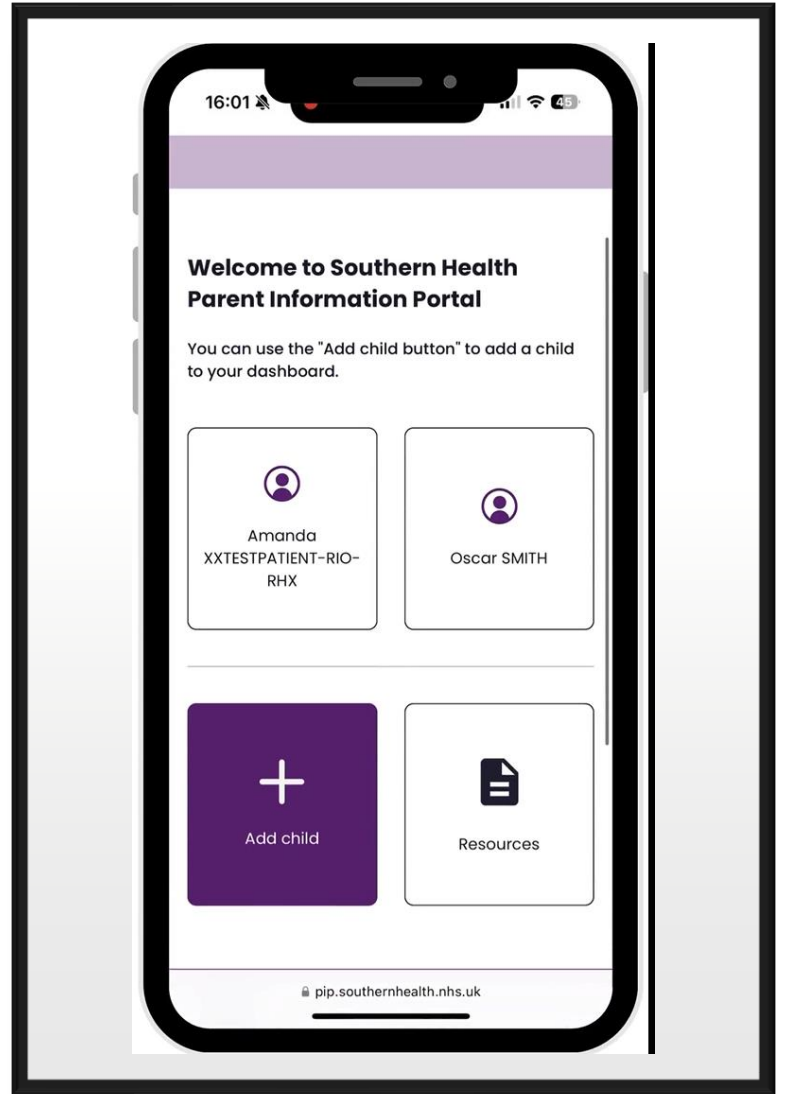 16:01
45
Welcome to Southern Health
Parent Information Portal
You can use the "Add child button" to add a child
to your dashboard.
Amanda
XXTESTPATIENT-RIO-
RHX
Oscar SMITH
Add child
Resources
pip.southernhealth.nhs.uk